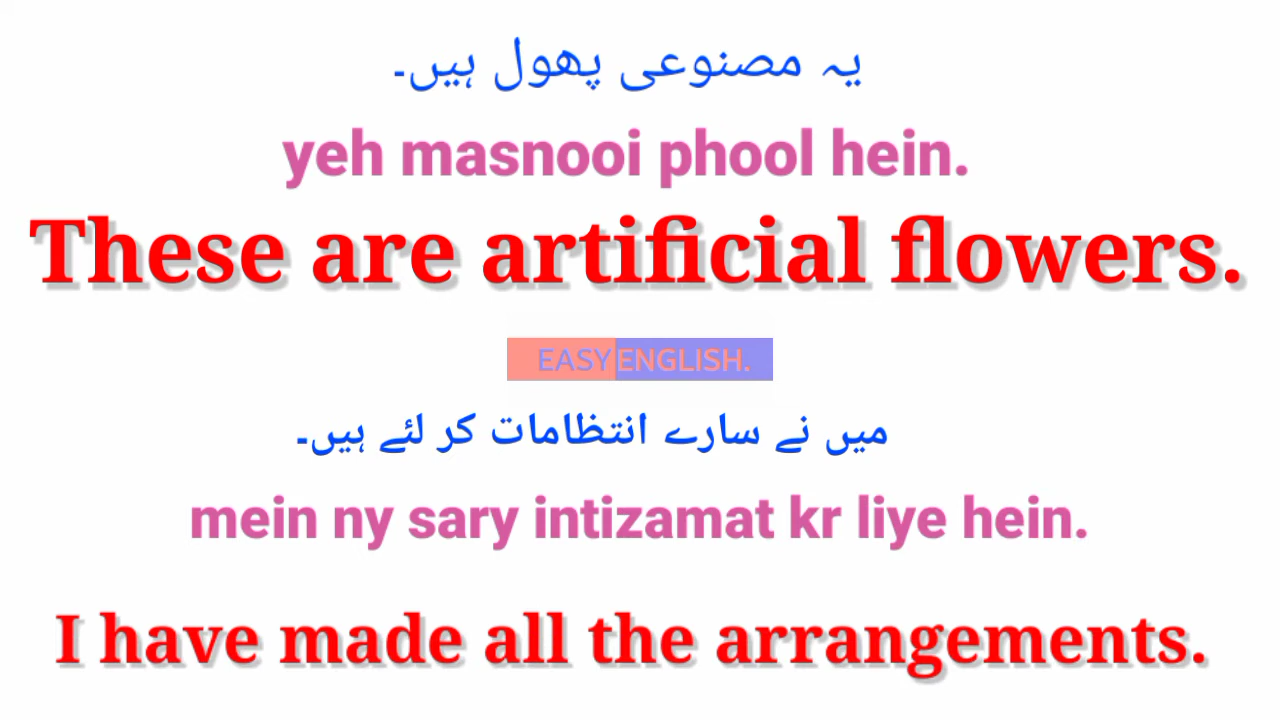 یہ مصنوعی پھول ہیں۔
yeh masnooi phool hein.
These are artificial flowers.
EASY ENGLISH.
میں نے سارے انتظامات کر لئے ہیں۔
mein ny sary intizamat kr liye hein.
I have made all the arrangements.